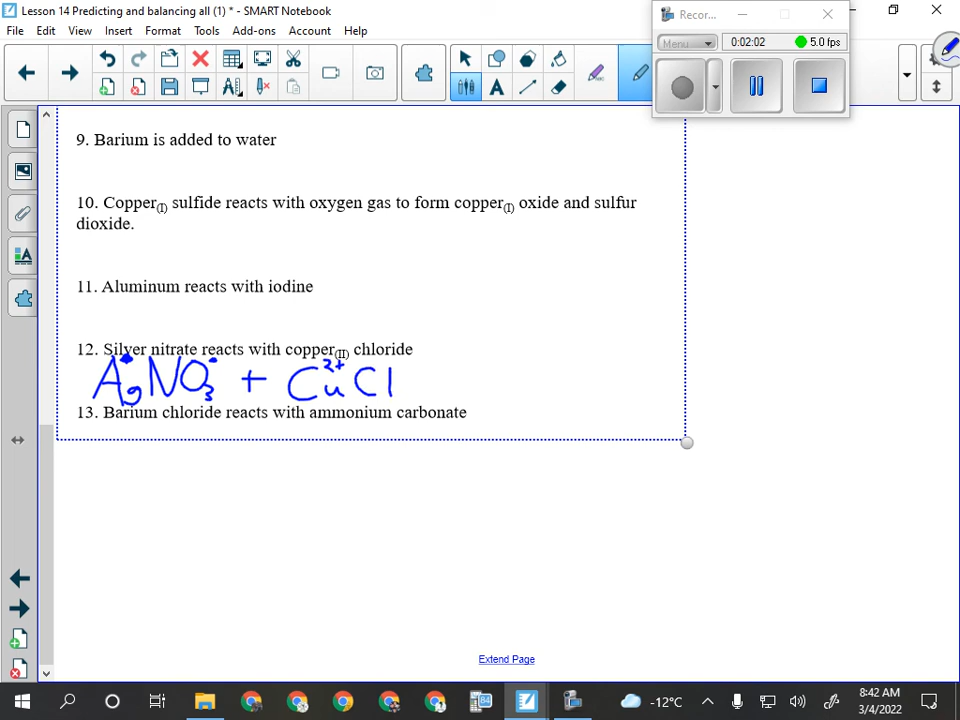 Lesson 14 Predicting and balancing all (1) * - SMART Notebook
Recor...
File Edit View Insert Format Tools Add-ons Account Help
Menu 0:02:02 5.0 fps
9. Barium is added to water
10. Copper(I) sulfide reacts with oxygen gas to form copper(I) oxide and sulfur
dioxide.
11. Aluminum reacts with iodine
12. Silver nitrate reacts with copper(II) chloride
AgNO3 + Cu2+Cl
13. Barium chloride reacts with ammonium carbonate
Extend Page
-12°C
8:42 AM
3/4/2022